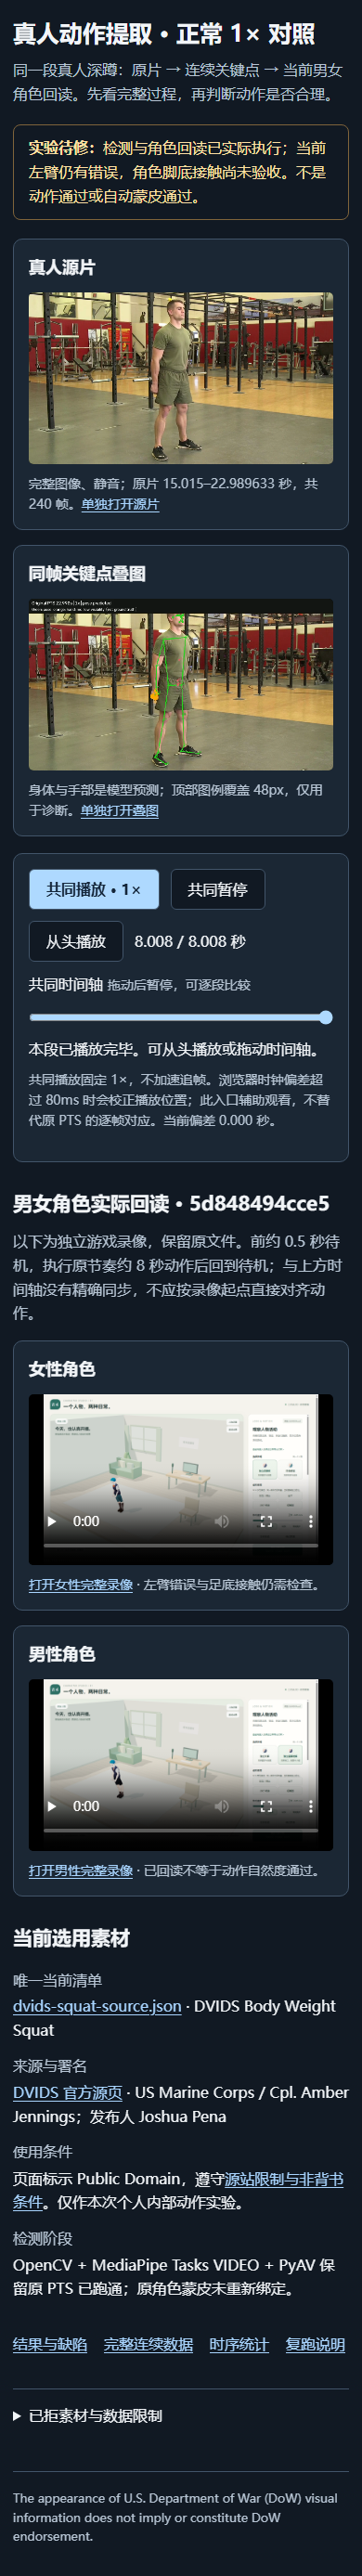 真人动作提取 • 正常 1× 对照
同一段真人深蹲：原片 → 连续关键点 → 当前男女
角色回读。先看完整过程，再判断动作是否合理。
实验待修：检测与角色回读已实际执行；当前
左臂仍有错误，角色脚底接触尚未验收。不是
动作通过或自动蒙皮通过。
真人源片
完整图像、静音；原片 15.015–22.989633 秒，共
240 帧。单独打开源片
同帧关键点叠图
身体与手部是模型预测；顶部图例覆盖 48px，仅用
于诊断。单独打开叠图
共同播放 • 1×
共同暂停
从头播放
8.008 / 8.008 秒
共同时间轴 拖动后暂停，可逐段比较
本段已播放完毕。可从头播放或拖动时间轴。
共同播放固定 1×，不加速追帧。浏览器时钟偏差超
过 80ms 时会校正播放位置；此入口辅助观看，不替
代原 PTS 的逐帧对应。当前偏差 0.000 秒。
男女角色实际回读 • 5d848494cce5
以下为独立游戏录像，保留原文件。前约 0.5 秒待
机，执行原节奏约 8 秒动作后回到待机；与上方时
间轴没有精确同步，不应按录像起点直接对齐动
作。
女性角色
一个人物，两种日常。
0:00
打开女性完整录像 · 左臂错误与足底接触仍需检查。
男性角色
一个人物，两种日常。
0:00
打开男性完整录像 · 已回读不等于动作自然度通过。
当前选用素材
唯一当前清单
dvids-squat-source.json · DVIDS Body Weight
Squat
来源与署名
DVIDS 官方源页 · US Marine Corps / Cpl. Amber
Jennings；发布人 Joshua Pena
使用条件
页面标示 Public Domain，遵守源站限制与非背书
条件。仅作本次个人内部动作实验。
检测阶段
OpenCV + MediaPipe Tasks VIDEO + PyAV 保
留原 PTS 已跑通；原角色蒙皮未重新绑定。
结果与缺陷 完整连续数据 时序统计 复跑说明
已拒素材与数据限制
The appearance of U.S. Department of War (DoW) visual
information does not imply or constitute DoW
endorsement.